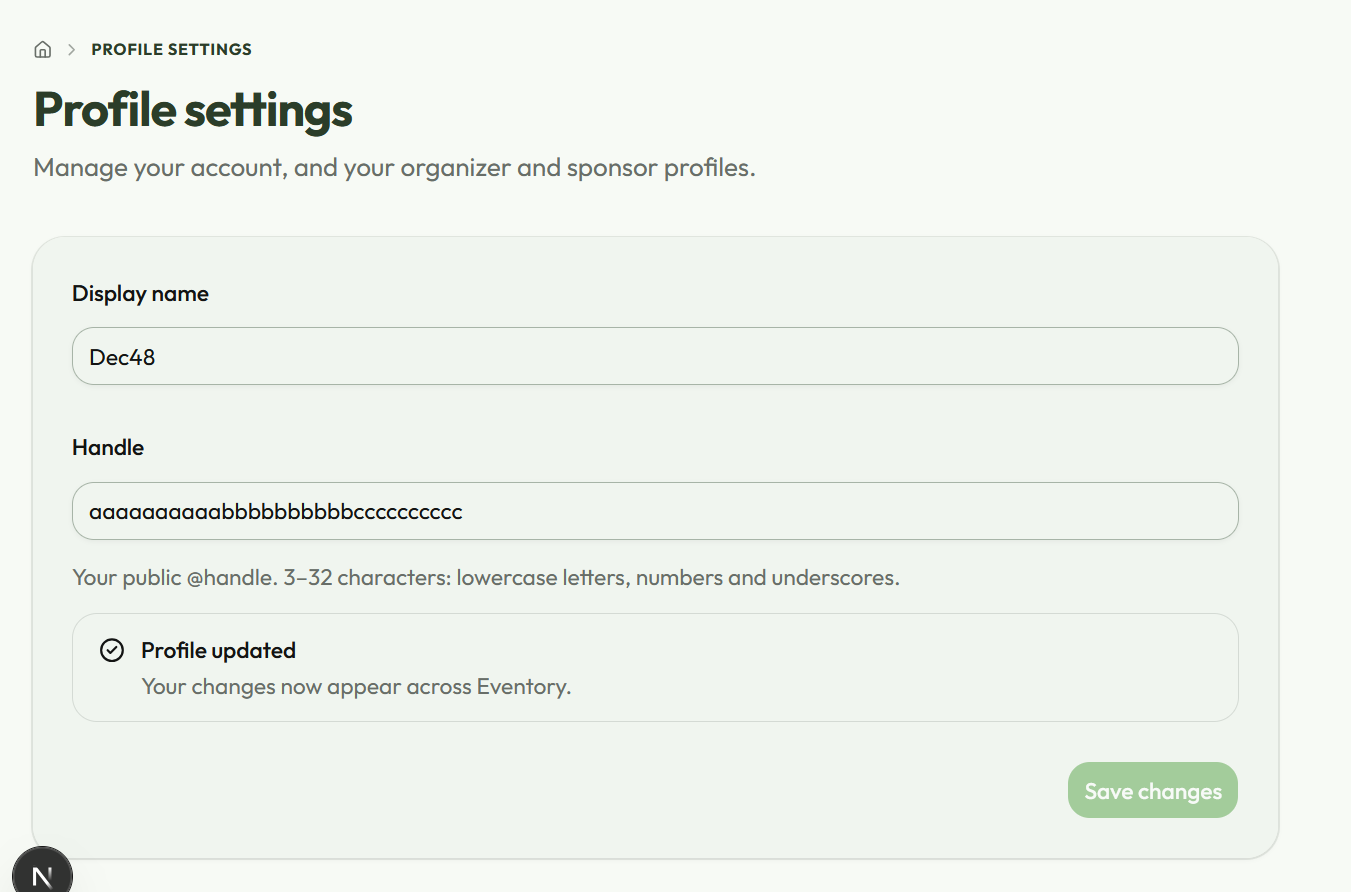 PROFILE SETTINGS
Profile settings
Manage your account, and your organizer and sponsor profiles.
Display name
Dec48
Handle
aaaaaaaaaabbbbbbbbbbcccccccccc
Your public @handle. 3–32 characters: lowercase letters, numbers and underscores.
Profile updated
Your changes now appear across Eventory.
Save changes
N